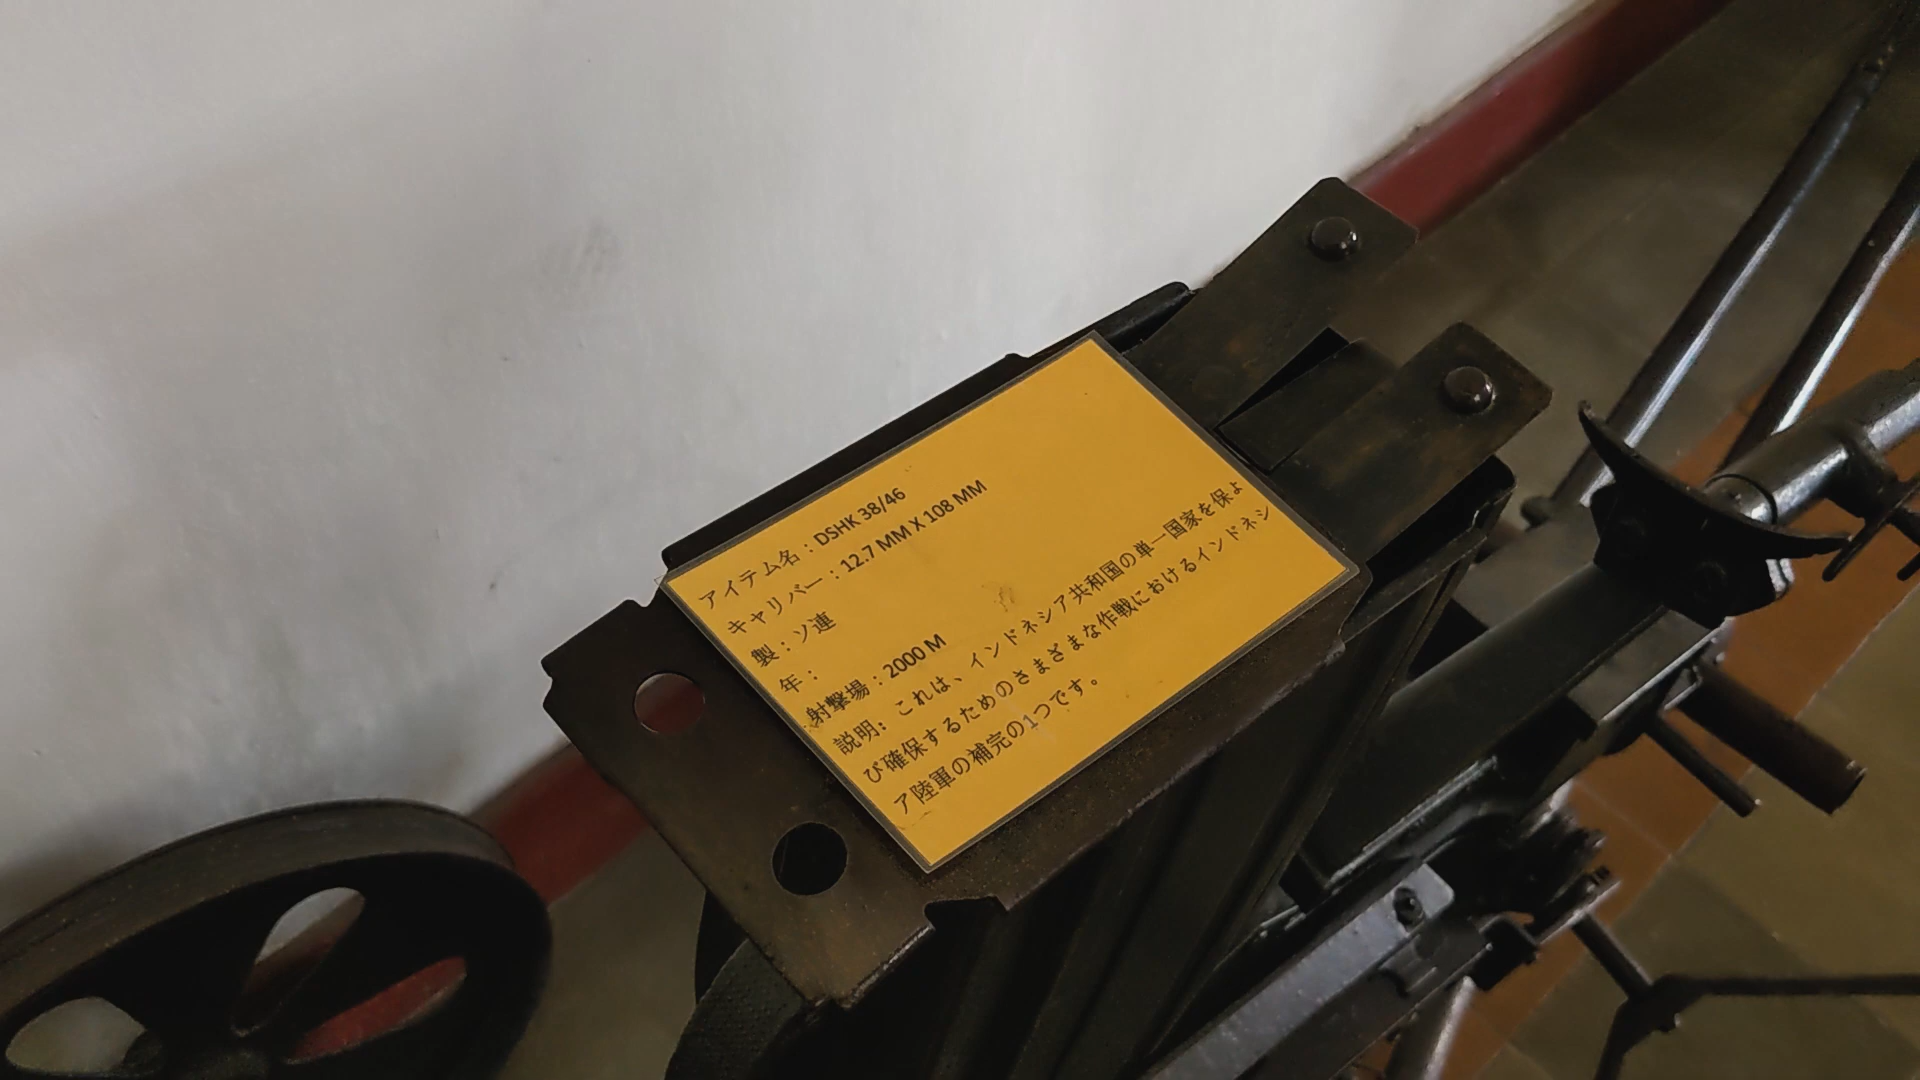 アイテム名：DSHK 38/46
キャリバー：12.7 MM X 108 MM
製：ソ連
年：
射撃場：2000 M
説明: これは、インドネシア共和国の単一国家を保よ
び確保するためのさまざまな作戦におけるインドネシ
ア陸軍の補完の1つです。